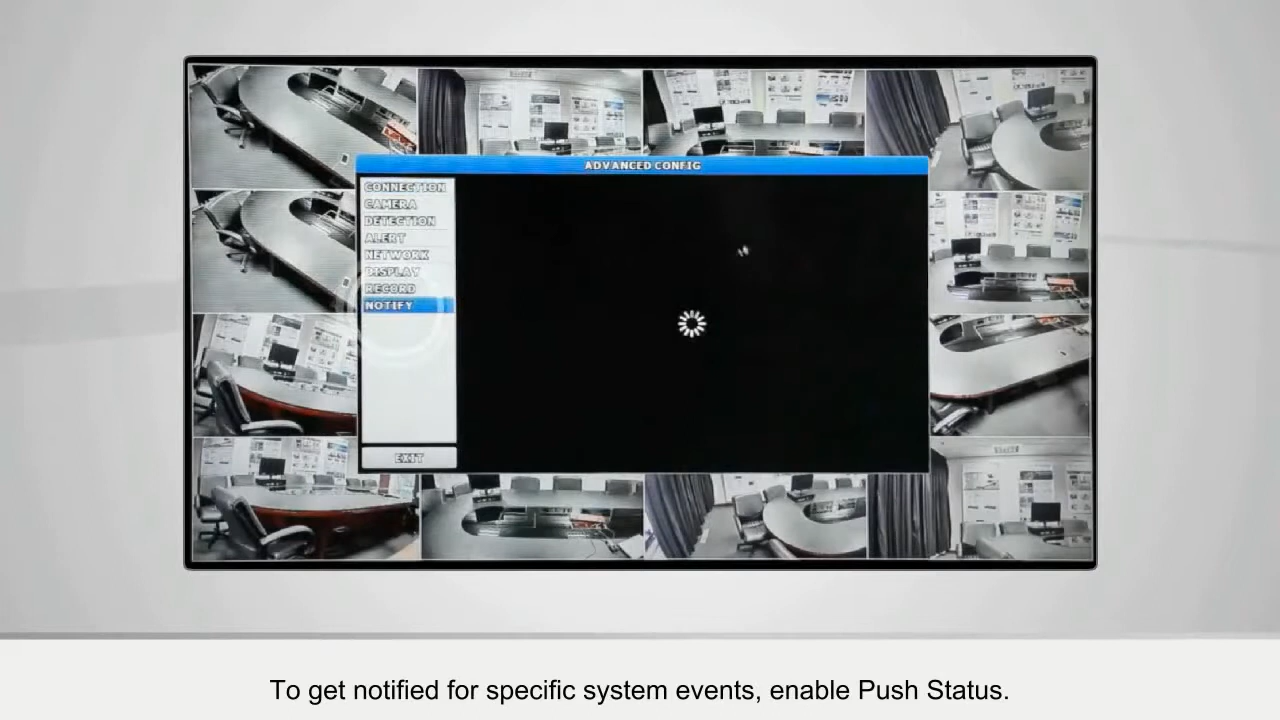 ADVANCED CONFIG
CONNECTION
CAMERA
DETECTION
ALERT
NETWORK
DISPLAY
RECORD
NOTIFY
EXIT
To get notified for specific system events, enable Push Status.